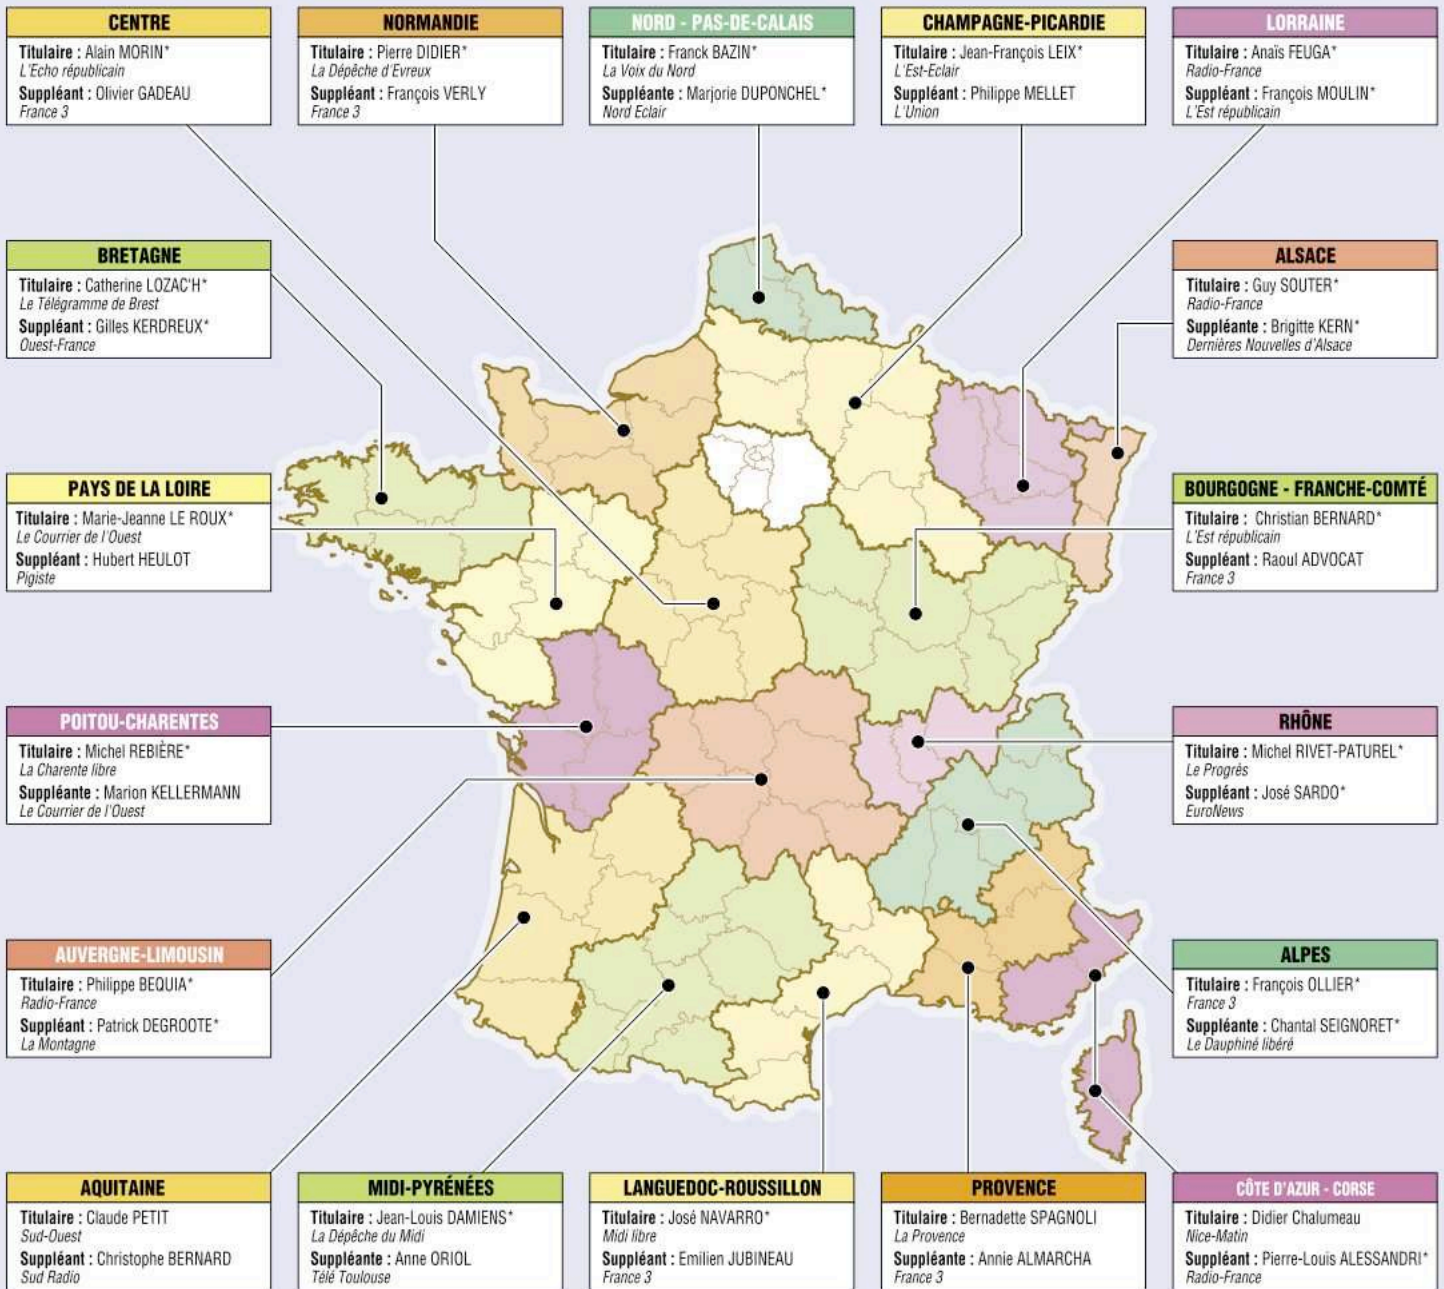 CENTRE
Titulaire : Alain MORIN*
L'Echo républicain
Suppléant : Olivier GADEAU
France 3
NORMANDIE
Titulaire : Pierre DIDIER*
La Dépêche d'Evreux
Suppléant : François VERLY
France 3
NORD - PAS-DE-CALAIS
Titulaire : Franck BAZIN*
La Voix du Nord
Suppléante : Marjorie DUPONCHEL*
Nord Eclair
CHAMPAGNE-PICARDIE
Titulaire : Jean-François LEIX*
L'Est-Eclair
Suppléant : Philippe MELLET
L'Union
LORRAINE
Titulaire : Anaïs FEUGA*
Radio-France
Suppléant : François MOULIN*
L'Est républicain
BRETAGNE
Titulaire : Catherine LOZAC'H*
Le Télégramme de Brest
Suppléant : Gilles KERDREUX*
Ouest-France
ALSACE
Titulaire : Guy SOUTER*
Radio-France
Suppléante : Brigitte KERN*
Dernières Nouvelles d'Alsace
PAYS DE LA LOIRE
Titulaire : Marie-Jeanne LE ROUX*
Le Courrier de l'Ouest
Suppléant : Hubert HEULOT
Pigiste
BOURGOGNE - FRANCHE-COMTÉ
Titulaire : Christian BERNARD*
L'Est républicain
Suppléant : Raoul ADVOCAT
France 3
POITOU-CHARENTES
Titulaire : Michel REBIÈRE*
La Charente libre
Suppléante : Marion KELLERMANN
Le Courrier de l'Ouest
RHÔNE
Titulaire : Michel RIVET-PATUREL*
Le Progrès
Suppléant : José SARDO*
EuroNews
AUVERGNE-LIMOUSIN
Titulaire : Philippe BEQUIA*
Radio-France
Suppléant : Patrick DEGROOTE*
La Montagne
ALPES
Titulaire : François OLLIER*
France 3
Suppléante : Chantal SEIGNORET*
Le Dauphiné libéré
AQUITAINE
Titulaire : Claude PETIT
Sud-Ouest
Suppléant : Christophe BERNARD
Sud Radio
MIDI-PYRÉNÉES
Titulaire : Jean-Louis DAMIENS*
La Dépêche du Midi
Suppléante : Anne ORIOL
Télé Toulouse
LANGUEDOC-ROUSSILLON
Titulaire : José NAVARRO*
Midi libre
Suppléant : Emilien JUBINEAU
France 3
PROVENCE
Titulaire : Bernadette SPAGNOLI
La Provence
Suppléante : Annie ALMARCHA
France 3
CÔTE D'AZUR - CORSE
Titulaire : Didier Chalumeau
Nice-Matin
Suppléant : Pierre-Louis ALESSANDRI*
Radio-France